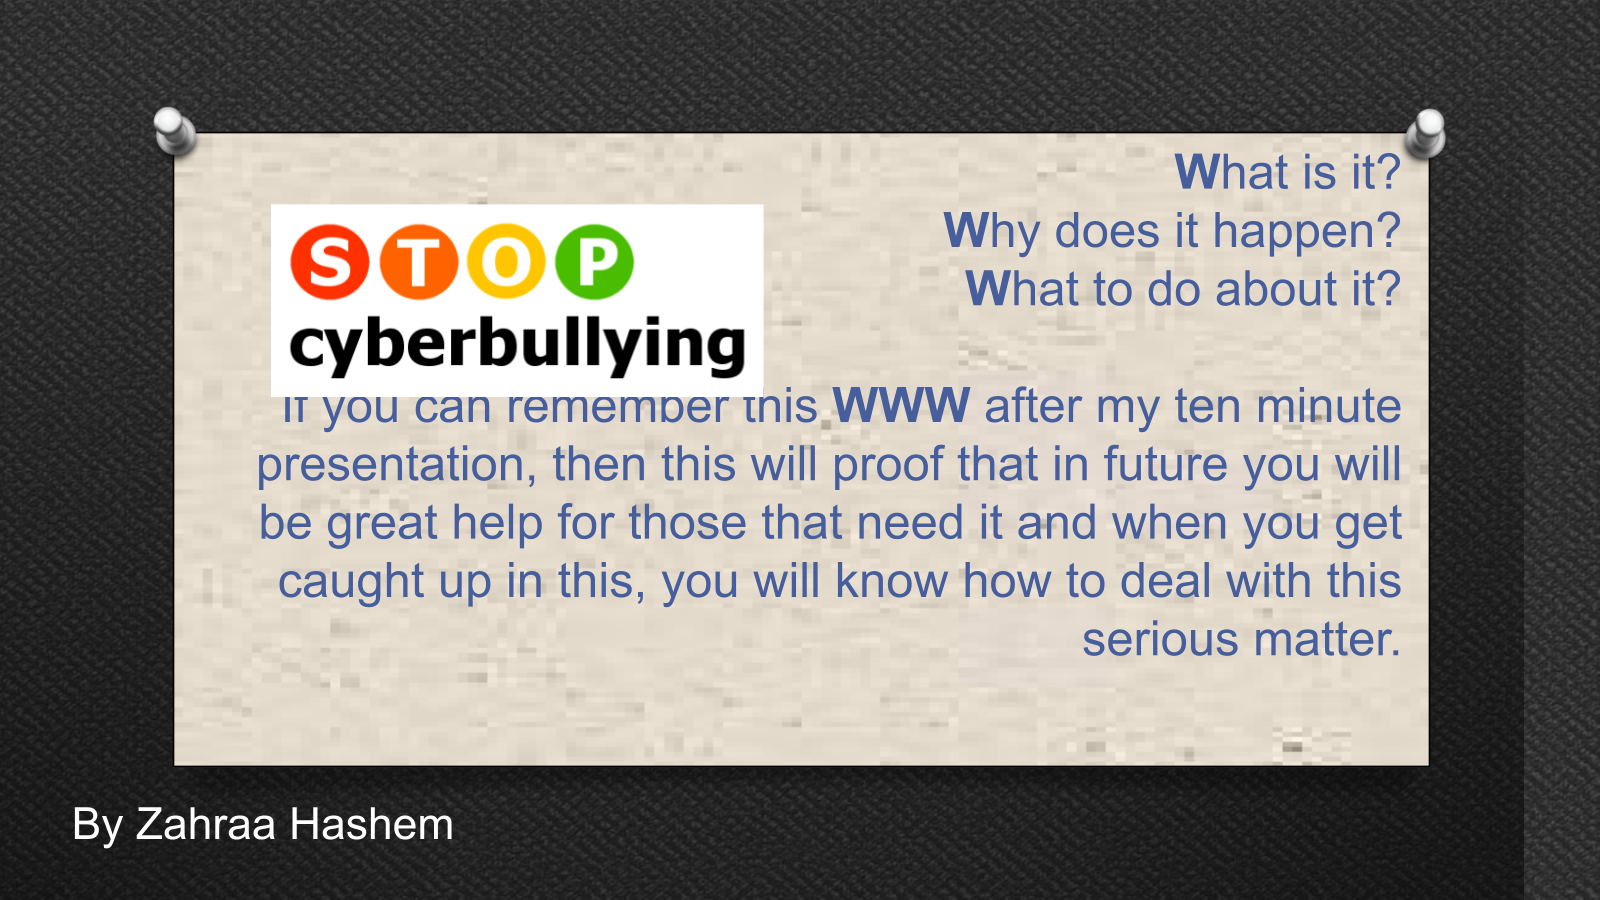 What is it?
Why does it happen?
What to do about it?
STOP
cyberbullying
If you can remember this WWW after my ten minute
presentation, then this will proof that in future you will
be great help for those that need it and when you get
caught up in this, you will know how to deal with this
serious matter.
By Zahraa Hashem